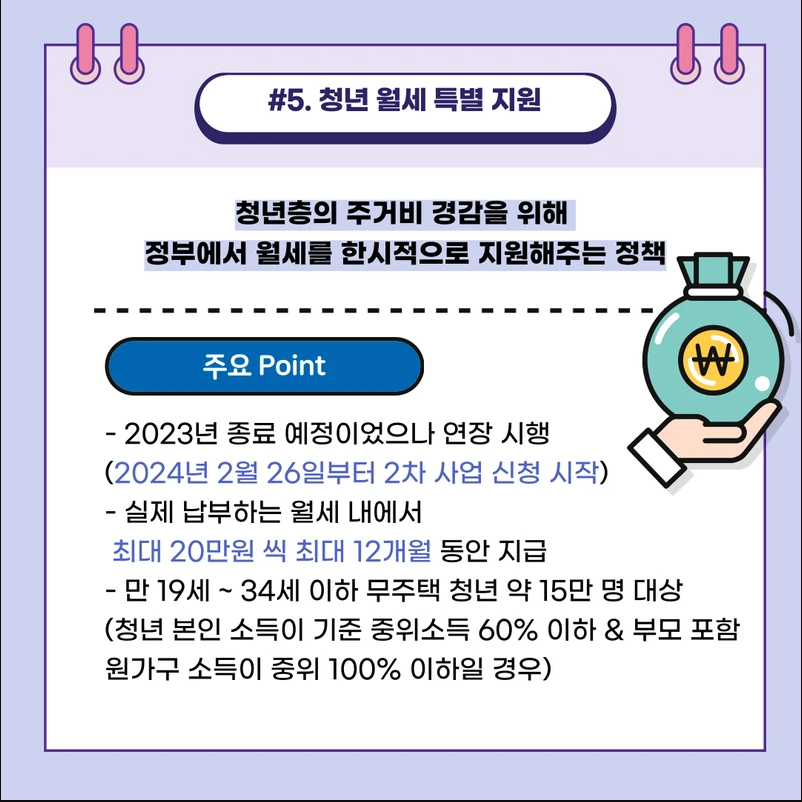 #5. 청년 월세 특별 지원
청년층의 주거비 경감을 위해
정부에서 월세를 한시적으로 지원해주는 정책
₩
주요 Point
- 2023년 종료 예정이었으나 연장 시행
(2024년 2월 26일부터 2차 사업 신청 시작)
- 실제 납부하는 월세 내에서
최대 20만원 씩 최대 12개월 동안 지급
- 만 19세 ~ 34세 이하 무주택 청년 약 15만 명 대상
(청년 본인 소득이 기준 중위소득 60% 이하 & 부모 포함
원가구 소득이 중위 100% 이하일 경우)